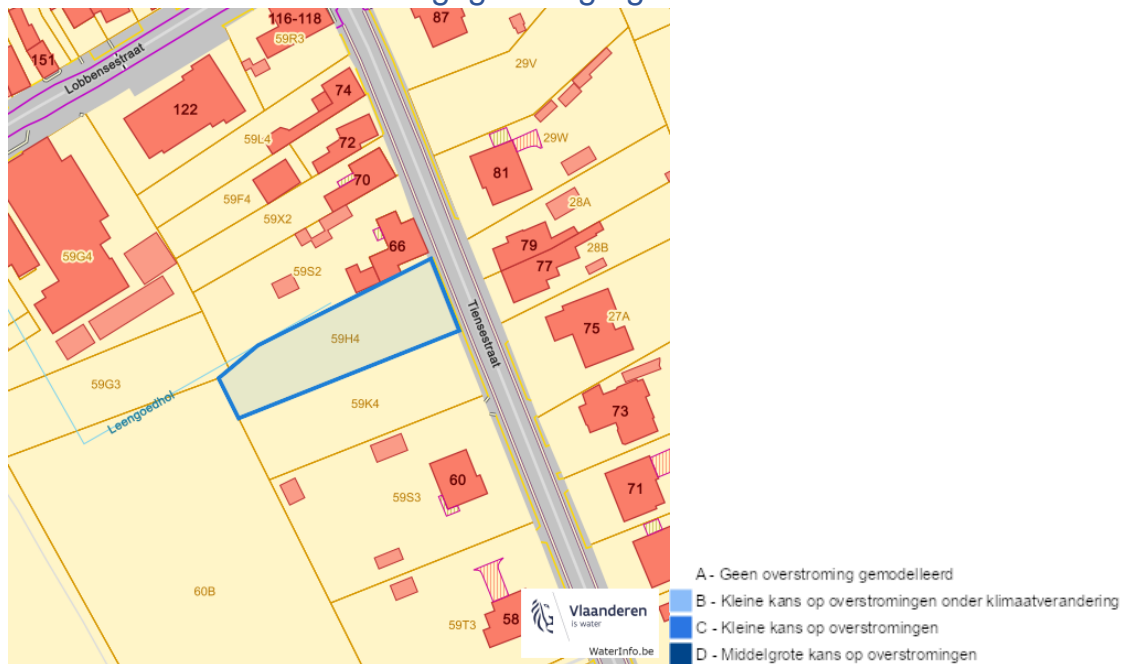 116-118
87
59R3
151
Lobbensestraat
29V
122
74
59L4
72
29W
81
70
59F4
28A
59X2
79
28B
66
59G4
77
59S2
Tiensestraat
27A
75
59H4
59G3
59K4
73
Leengoedhol
60
71
59S3
60B
59T3
58
Vlaanderen
is water
WaterInfo.be
A - Geen overstroming gemodelleerd
B - Kleine kans op overstromingen onder klimaatverandering
C - Kleine kans op overstromingen
D - Middelgrote kans op overstromingen